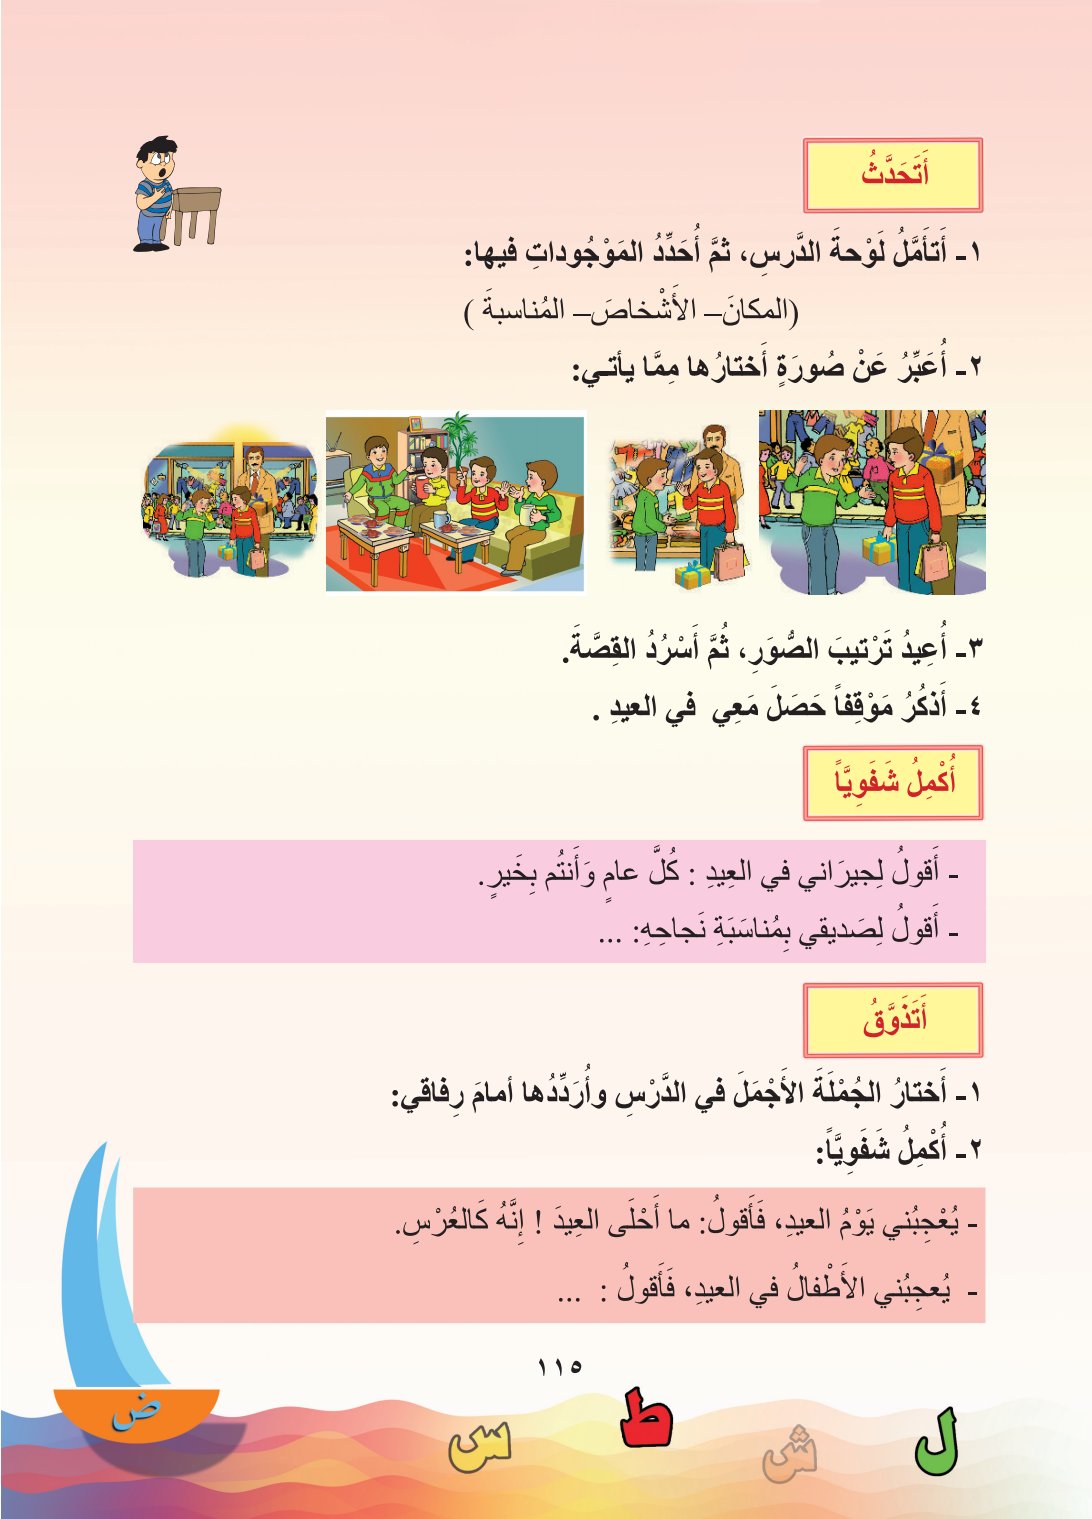 أَتَحَدَّثُ
١- أَتأَمَّلُ لَوْحةَ الدَّرسِ، ثمَّ أُحَدِّدُ المَوْجُوداتِ فيها:
(المكانَ– الأَشْخاصَ– المُناسبةَ )
٢- أُعَبِّرُ عَنْ صُورَةٍ أَختارُها مِمَّا يأتـي:
٣- أُعِيدُ تَرْتيبَ الصُّوَرِ، ثُمَّ أَسْرُدُ القِصَّةَ.
٤- أَذكُرُ مَوْقِفاً حَصَلَ مَعِي في العيدِ .
أُكْمِلُ شَفَوِيَّاً
- أَقولُ لِجيرَاني في العِيدِ : كُلَّ عامٍ وَأَنتُم بِخَيرٍ.
- أَقولُ لِصَديقي بِمُناسَبَةِ نَجاحِهِ: ...
أَتَذَوَّقُ
١- أَختارُ الجُمْلَةَ الأَجْمَلَ في الدَّرْسِ وأُرَدِّدُها أمامَ رِفاقي:
٢- أُكْمِلُ شَفَوِيَّاً:
- يُعْجِبُني يَوْمُ العيدِ، فَأَقولُ: ما أَحْلَى العِيدَ ! إِنَّهُ كَالعُرْسِ.
- يُعجِبُني الأَطْفالُ في العيدِ، فَأَقولُ : ...
١١٥
ض
ل ش ط س